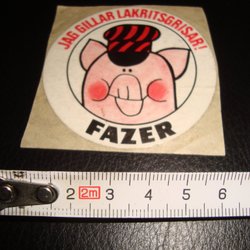 JAG GILLAR LAKRITSGRISAR!
FAZER
2 2m 3 4 5 6